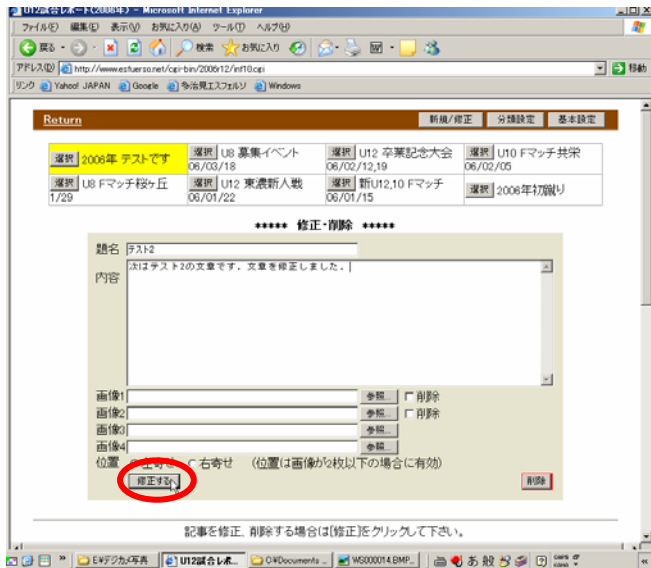 U12試合レポート(2006年) - Microsoft Internet Explorer
ファイル(F) 編集(E) 表示(V) お気に入り(A) ツール(T) ヘルプ(H)
戻る 検索 お気に入り
アドレス(D) http://www.estuerso.net/cgi-bin/2006r12/inf10.cgi 移動
リンク Yahoo! JAPAN Google 多治見エスフォルソ Windows
Return 新規/修正 分類設定 基本設定
選択 2006年 テストです 選択 U8 募集イベント 06/03/18 選択 U12 卒業記念大会 06/02/12,19 選択 U10 Fマッチ共栄 06/02/05
選択 U8 Fマッチ桜ヶ丘 1/29 選択 U12 東濃新人戦 06/01/22 選択 新U12,10 Fマッチ 06/01/15 選択 2006年初蹴り
***** 修正・削除 *****
題名 テスト2
内容 次はテスト2の文章です。文章を修正しました。
画像1 参照... 削除
画像2 参照... 削除
画像3 参照...
画像4 参照...
位置 左寄せ 右寄せ (位置は画像が2枚以下の場合に有効)
修正する 削除
記事を修正、削除する場合は[修正]をクリックして下さい。
E¥デジカメ写真 U12試合レポ... C¥Documents ... WS000014.BMP... あ 般 CAPS KANA